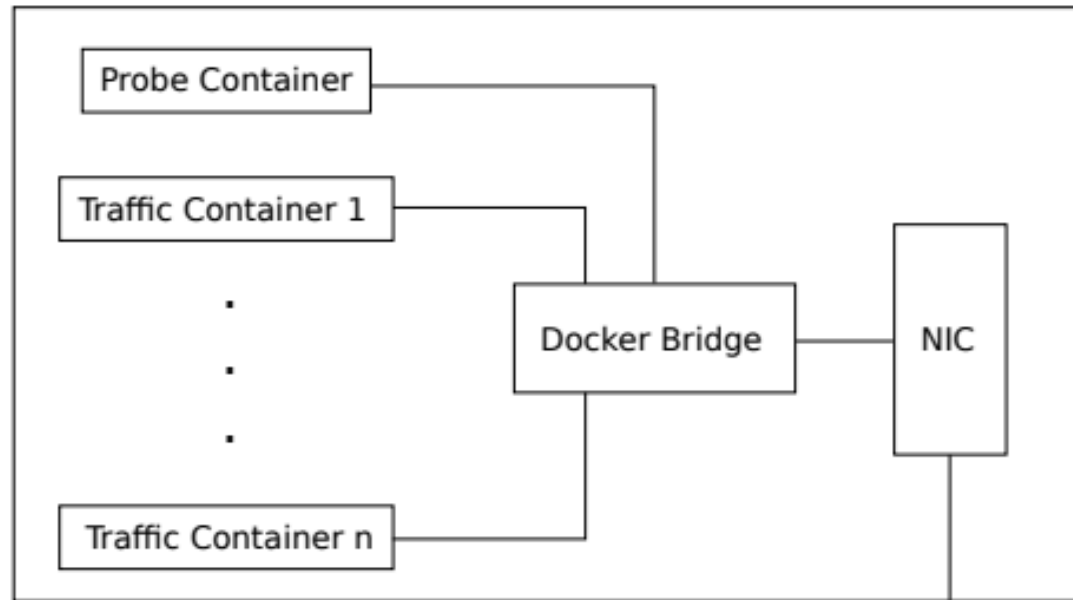 Probe Container
Traffic Container 1
Docker Bridge
NIC
Traffic Container n